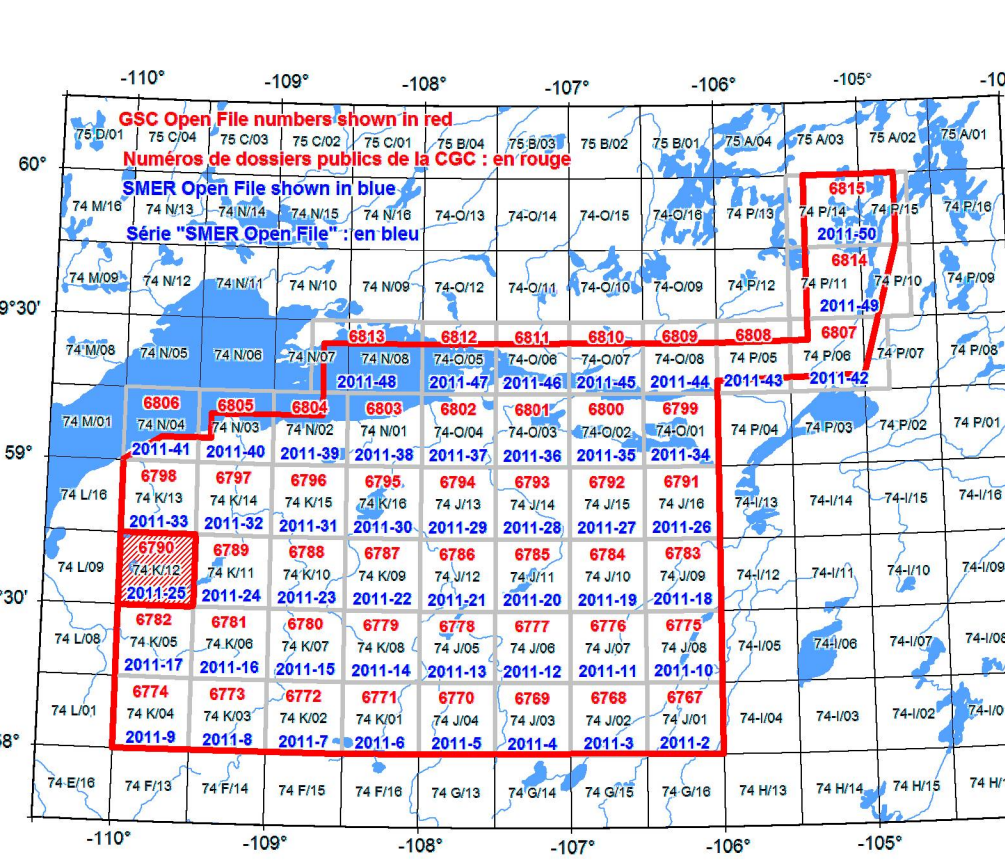 -110° -109° -108° -107° -106° -105° -10
GSC Open File numbers shown in red
75 D/01 75 C/04 75 C/03 75 C/02 75 C/01 75 B/04 75 B/03 75 B/02 75 B/01 75 A/04 75 A/03 75 A/02 75 A/01
Numéros de dossiers publics de la CGC : en rouge
60°
SMER Open File shown in blue
6815
74 M/16 74 N/13 74 N/14 74 N/15 74 N/16 74-O/13 74-O/14 74-O/15 74-O/16 74 P/13 74 P/14 74 P/15 74 P/16
Série "SMER Open File" : en bleu
2011-50
6814
74 M/09 74 N/12 74 N/11 74 N/10 74 N/09 74-O/12 74-O/11 74-O/10 74-O/09 74 P/12 74 P/11 74 P/10 74 P/09
9°30'
2011-49
6813 6812 6811 6810 6809 6808 6807
74 M/08 74 N/05 74 N/06 74 N/07 74 N/08 74-O/05 74-O/06 74-O/07 74-O/08 74 P/05 74 P/06 74 P/07 74 P/08
2011-48 2011-47 2011-46 2011-45 2011-44 2011-43 2011-42
6806 6805 6804 6803 6802 6801 6800 6799
74 M/01 74 N/04 74 N/03 74 N/02 74 N/01 74-O/04 74-O/03 74-O/02 74-O/01 74 P/04 74 P/03 74 P/02 74 P/01
59°
2011-41 2011-40 2011-39 2011-38 2011-37 2011-36 2011-35 2011-34
6798 6797 6796 6795 6794 6793 6792 6791
74 L/16 74 K/13 74 K/14 74 K/15 74 K/16 74 J/13 74 J/14 74 J/15 74 J/16 74-I/13 74-I/14 74-I/15 74-I/16
2011-33 2011-32 2011-31 2011-30 2011-29 2011-28 2011-27 2011-26
6790 6789 6788 6787 6786 6785 6784 6783
74 L/09 74 K/12 74 K/11 74 K/10 74 K/09 74 J/12 74 J/11 74 J/10 74 J/09 74-I/12 74-I/11 74-I/10 74-I/09
°30'
2011-25 2011-24 2011-23 2011-22 2011-21 2011-20 2011-19 2011-18
6782 6781 6780 6779 6778 6777 6776 6775
74 L/08 74 K/05 74 K/06 74 K/07 74 K/08 74 J/05 74 J/06 74 J/07 74 J/08 74-I/05 74-I/06 74-I/07 74-I/08
2011-17 2011-16 2011-15 2011-14 2011-13 2011-12 2011-11 2011-10
6774 6773 6772 6771 6770 6769 6768 6767
74 L/01 74 K/04 74 K/03 74 K/02 74 K/01 74 J/04 74 J/03 74 J/02 74 J/01 74-I/04 74-I/03 74-I/02 74-I/0
58°
2011-9 2011-8 2011-7 2011-6 2011-5 2011-4 2011-3 2011-2
74-E/16 74 F/13 74 F/14 74 F/15 74 F/16 74 G/13 74 G/14 74 G/15 74 G/16 74 H/13 74 H/14 74 H/15 74 H/
-110° -109° -108° -107° -106° -105°